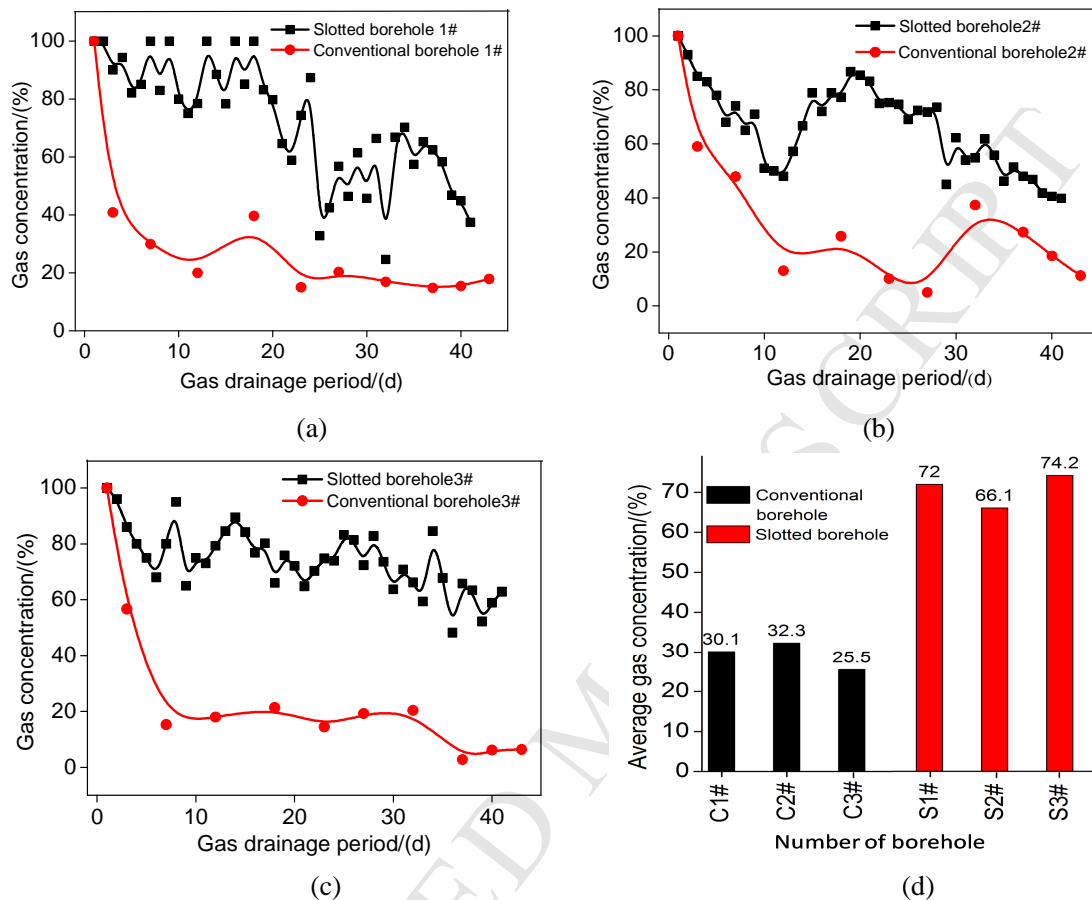 Slotted borehole 1#
Conventional borehole 1#
100
80
60
40
20
0
Gas concentration/(%)
0
10
20
30
40
Gas drainage period/(d)
(a)
Slotted borehole2#
Conventional borehole2#
100
80
60
40
20
0
Gas concentration/(%)
0
10
20
30
40
Gas drainage period/(d)
(b)
Slotted borehole3#
Conventional borehole3#
100
80
60
40
20
0
Gas concentration/(%)
0
10
20
30
40
Gas drainage period/(d)
(c)
Conventional
borehole
Slotted borehole
70
60
50
40
30
20
10
0
Average gas concentration/(%)
30.1
32.3
25.5
72
66.1
74.2
C1#
C2#
C3#
S1#
S2#
S3#
Number of borehole
(d)
SCRIPT
ED M